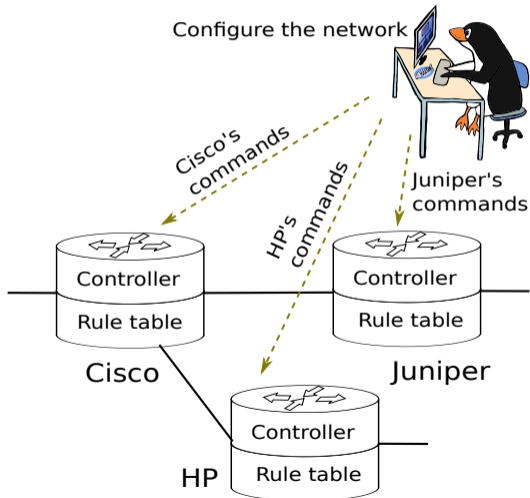 Configure the network
Cisco's
commands
HP's
commands
Juniper's
commands
Controller
Rule table
Cisco
Controller
Rule table
Juniper
Controller
Rule table
HP